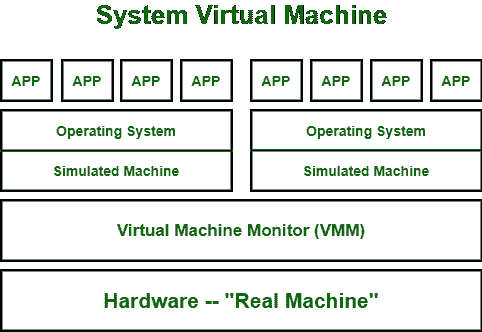 System Virtual Machine
APP APP APP APP APP APP APP APP
Operating System Operating System
Simulated Machine Simulated Machine
Virtual Machine Monitor (VMM)
Hardware -- "Real Machine"